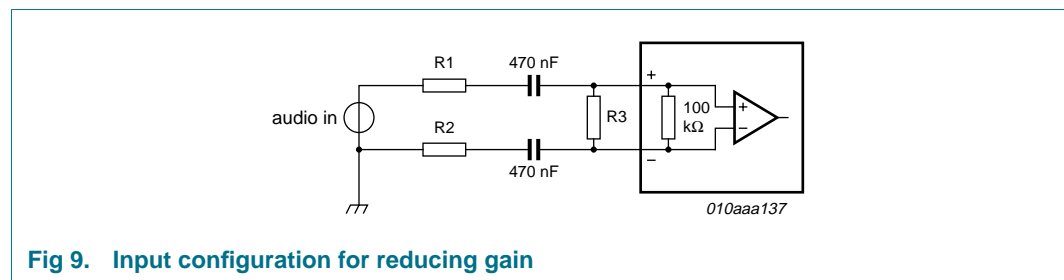 R1
470 nF
+
audio in
R3
100
kΩ
+
−
R2
−
470 nF
010aaa137
Fig 9. Input configuration for reducing gain